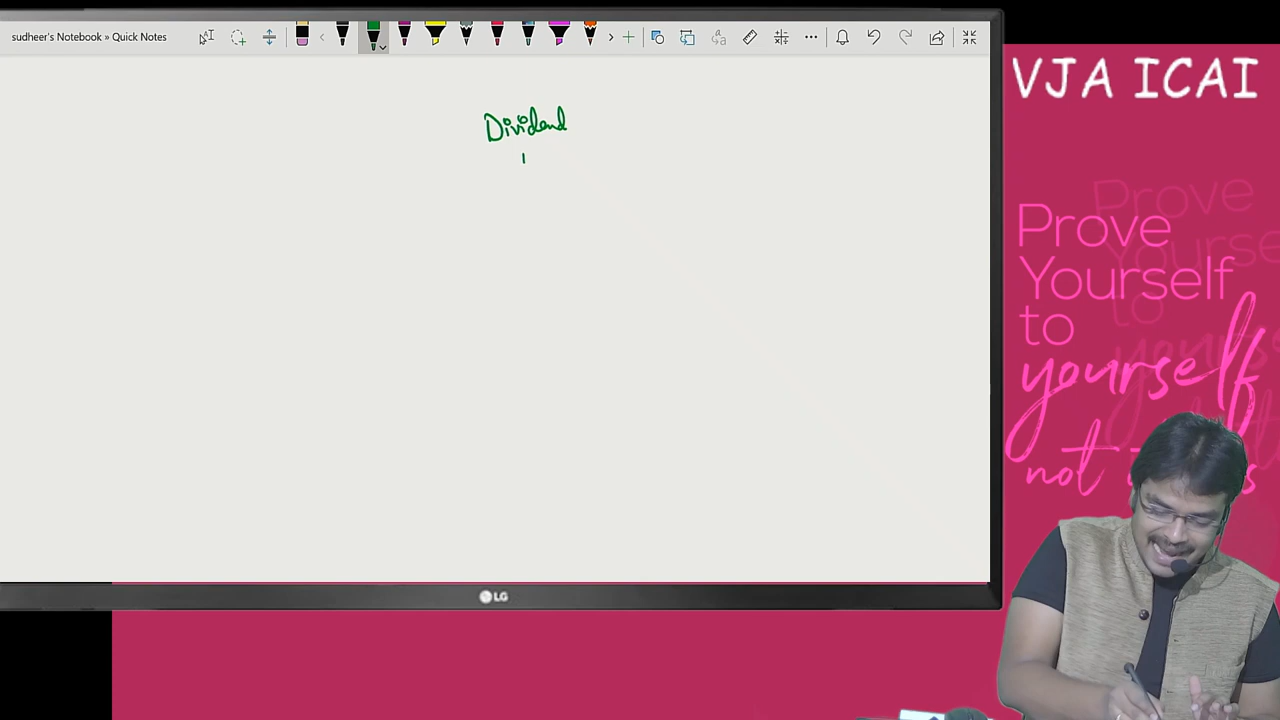 sudheer's Notebook » Quick Notes
VJA ICAI
Dividend
Prove
Yourself
to
yourself
not
LG